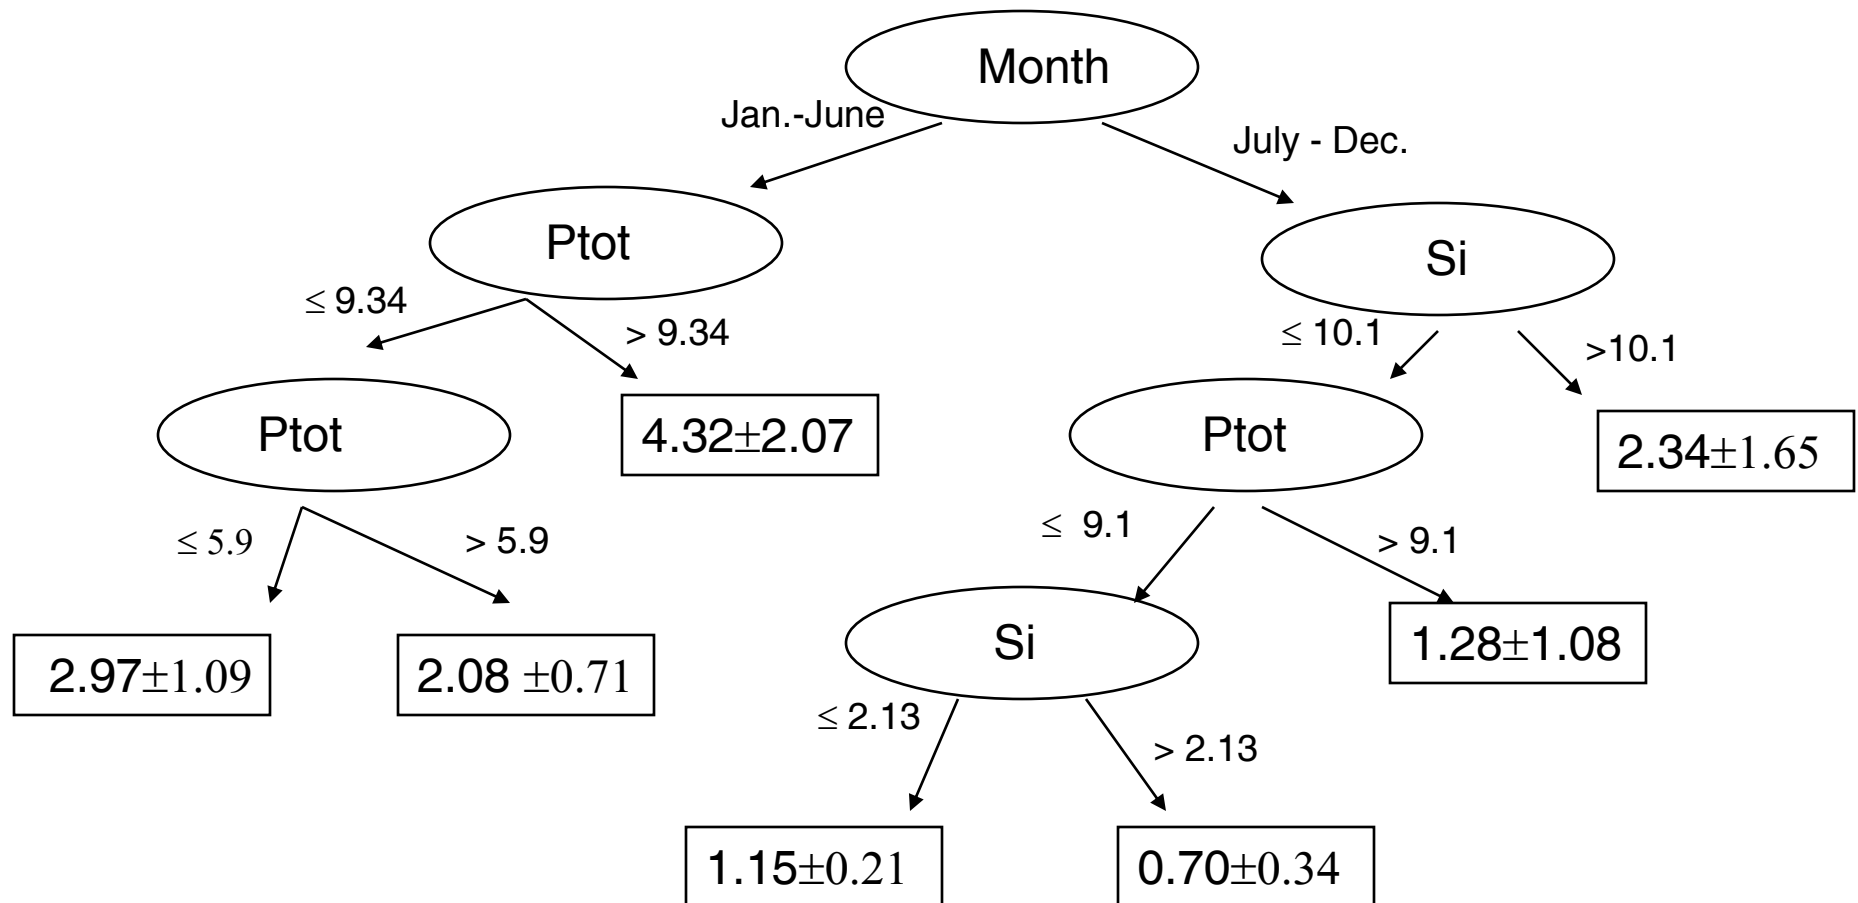 Month
Jan.-June
July - Dec.
Ptot
Si
≤ 9.34
> 9.34
≤ 10.1
>10.1
Ptot
4.32±2.07
Ptot
2.34±1.65
≤ 5.9
> 5.9
≤ 9.1
> 9.1
2.97±1.09
2.08 ±0.71
Si
1.28±1.08
≤ 2.13
> 2.13
1.15±0.21
0.70±0.34